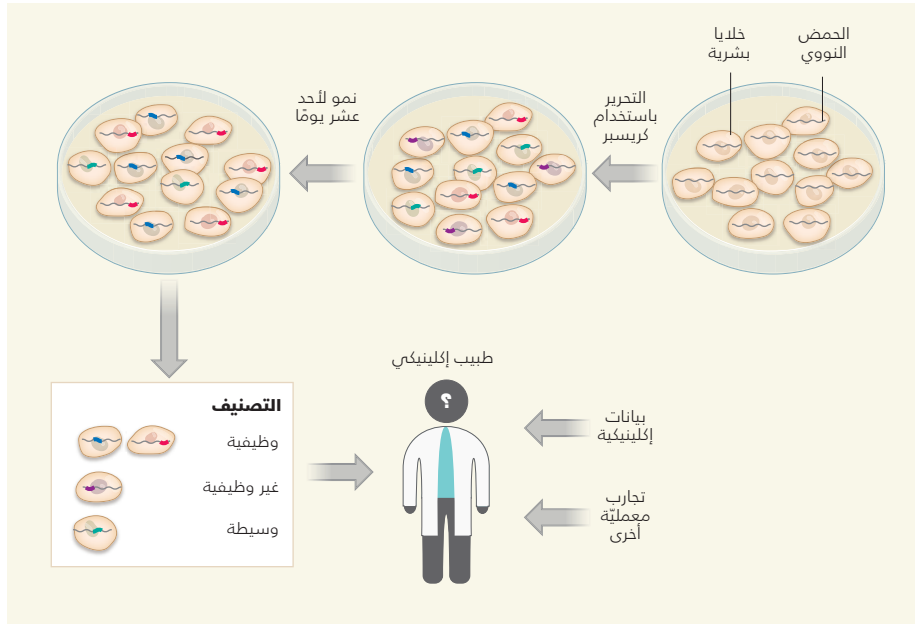 الحمض
النووي
خلايا
بشرية
التحرير
باستخدام
كريسبر
نمو لأحد
عشر يومًا
التصنيف
وظيفية
غير وظيفية
وسيطة
طبيب إكلينيكي
؟
بيانات
إكلينيكية
تجارب
معمليّة
أخرى